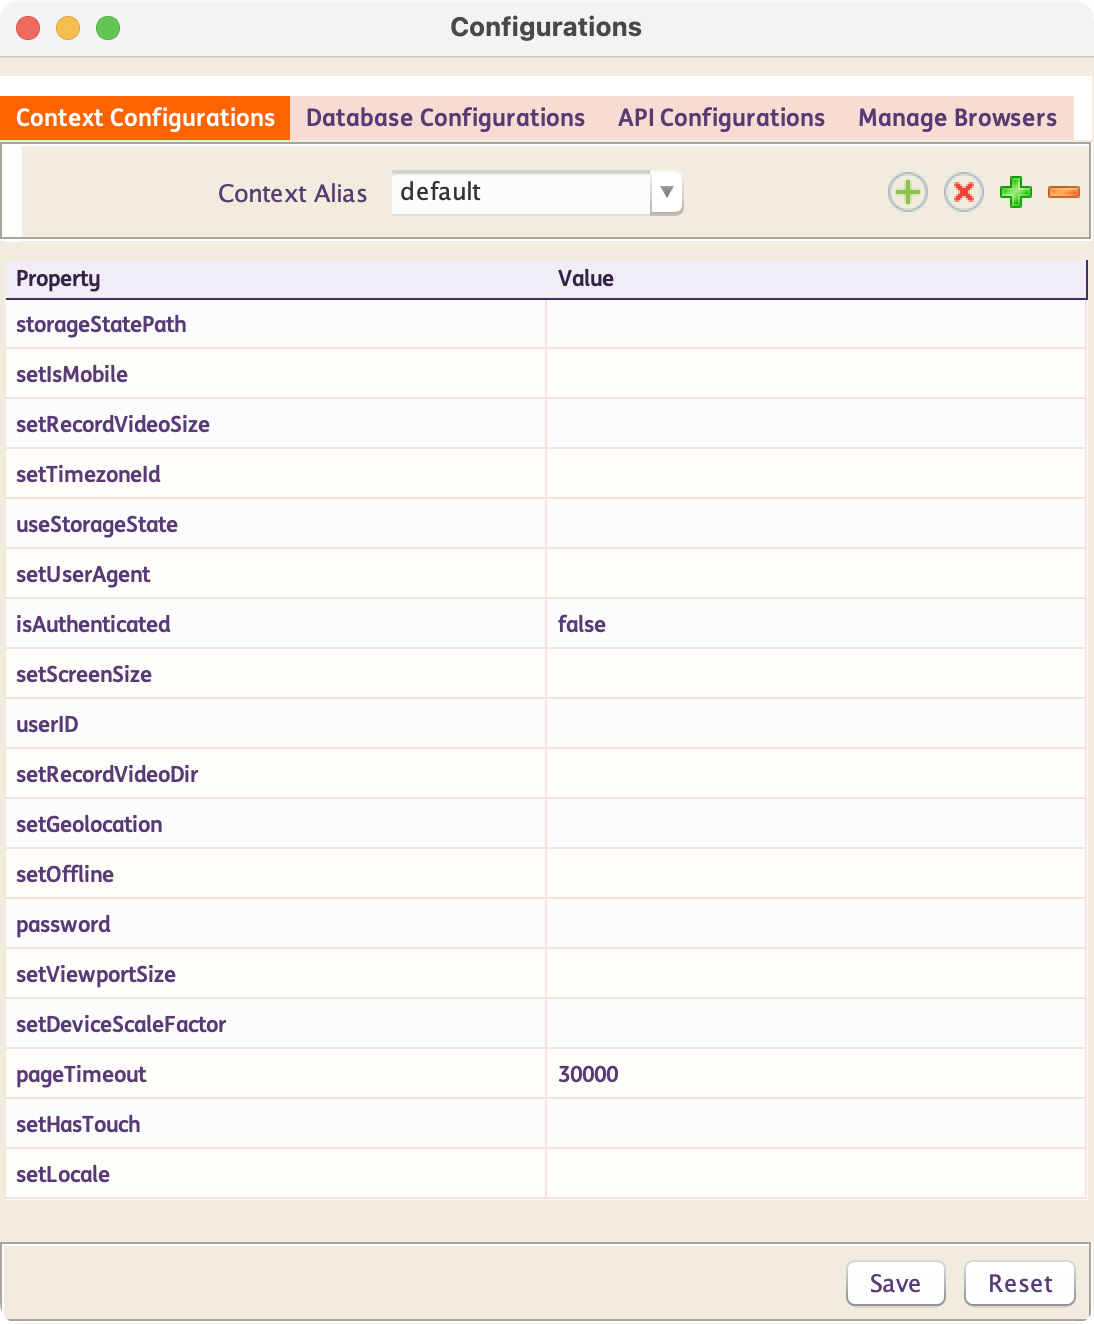 Configurations
Context Configurations Database Configurations API Configurations Manage Browsers
Context Alias default
Property Value
storageStatePath
setIsMobile
setRecordVideoSize
setTimezoneId
useStorageState
setUserAgent
isAuthenticated false
setScreenSize
userID
setRecordVideoDir
setGeolocation
setOffline
password
setViewportSize
setDeviceScaleFactor
pageTimeout 30000
setHasTouch
setLocale
Save Reset